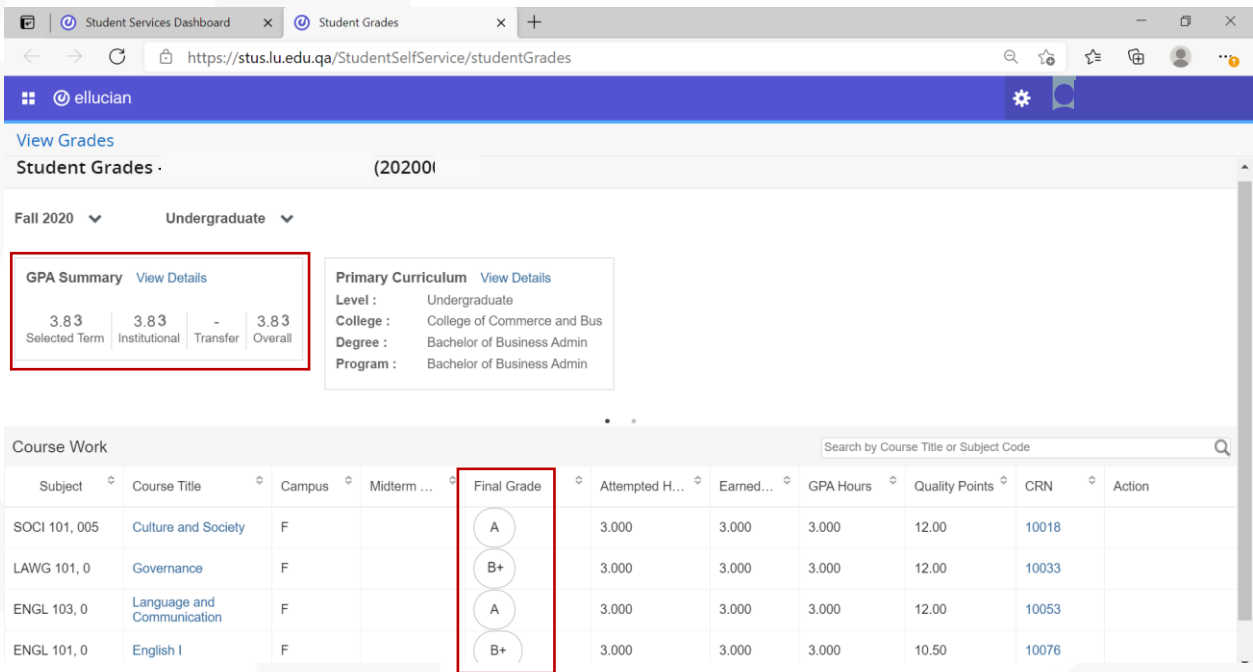 Student Services Dashboard Student Grades
https://stus.lu.edu.qa/StudentSelfService/studentGrades
ellucian
View Grades
Student Grades - (20200
Fall 2020 Undergraduate
GPA Summary View Details
3.83 3.83 - 3.83
Selected Term Institutional Transfer Overall
Primary Curriculum View Details
Level : Undergraduate
College : College of Commerce and Bus
Degree : Bachelor of Business Admin
Program : Bachelor of Business Admin
Course Work Search by Course Title or Subject Code
Subject Course Title Campus Midterm ... Final Grade Attempted H... Earned... GPA Hours Quality Points CRN Action
SOCI 101, 005 Culture and Society F A 3.000 3.000 3.000 12.00 10018
LAWG 101, 0 Governance F B+ 3.000 3.000 3.000 12.00 10033
ENGL 103, 0 Language and Communication F A 3.000 3.000 3.000 12.00 10053
ENGL 101, 0 English I F B+ 3.000 3.000 3.000 10.50 10076